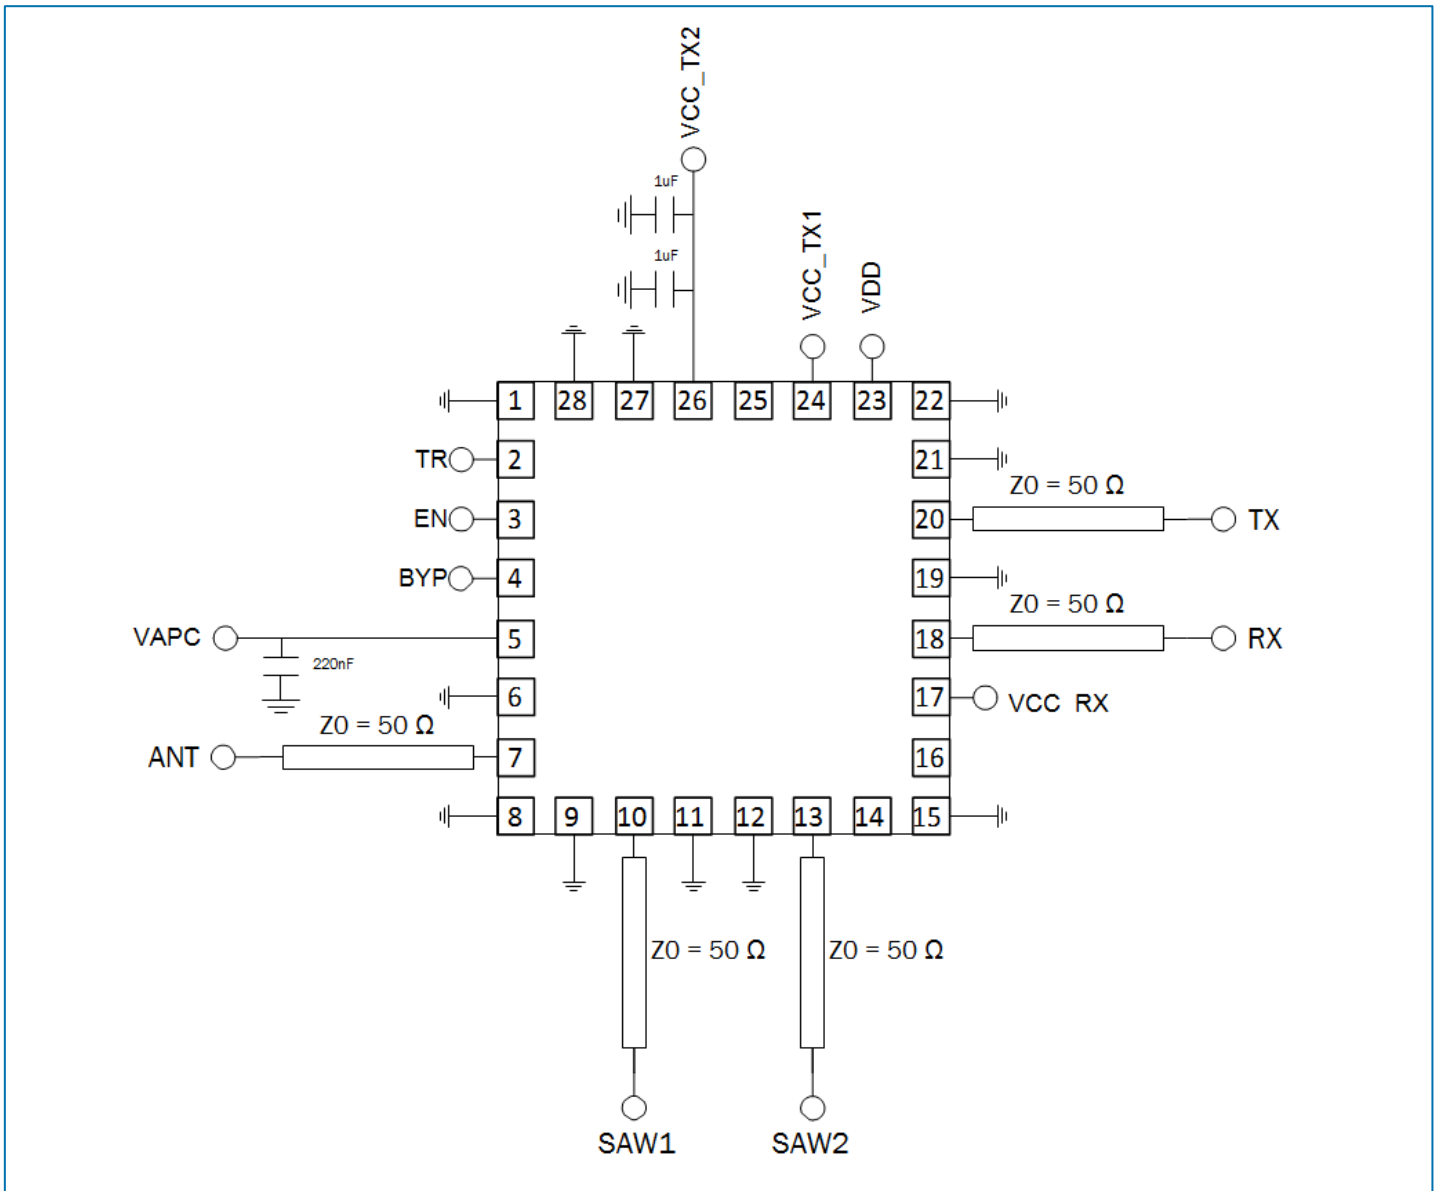 VCC_TX2
1uF
VCC_TX1
1uF
VDD
1 28 27 26 25 24 23 22
TR 2 21
Z0 = 50 Ω
EN 3 20 TX
BYP 4 19
Z0 = 50 Ω
VAPC 5 18 RX
220nF
6 17 VCC RX
Z0 = 50 Ω
ANT 7 16
8 9 10 11 12 13 14 15
Z0 = 50 Ω Z0 = 50 Ω
SAW1 SAW2